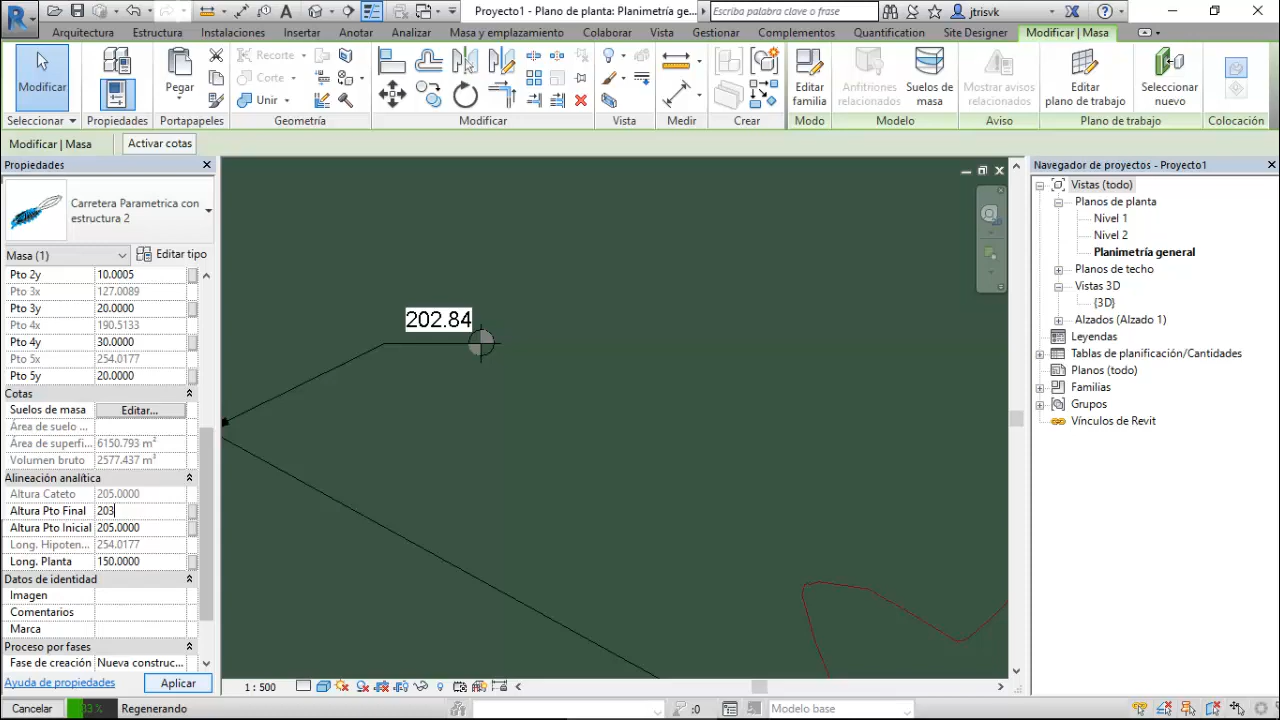 Proyecto1 - Plano de planta: Planimetría ge...
Escriba palabra clave o frase
jtrisvk
Arquitectura
Estructura
Instalaciones
Insertar
Anotar
Analizar
Masa y emplazamiento
Colaborar
Vista
Gestionar
Complementos
Quantification
Site Designer
Modificar | Masa
Modificar
Pegar
Recorte
Corte
Unir
Editar familia
Anfitriones relacionados
Suelos de masa
Mostrar avisos relacionados
Editar plano de trabajo
Seleccionar nuevo
Seleccionar
Propiedades
Portapapeles
Geometría
Modificar
Vista
Medir
Crear
Modo
Modelo
Aviso
Plano de trabajo
Colocación
Modificar | Masa
Activar cotas
Propiedades
Carretera Parametrica con
estructura 2
Masa (1)
Editar tipo
Pto 2y 10.0005
Pto 3x 127.0089
Pto 3y 20.0000
Pto 4x 190.5133
Pto 4y 30.0000
Pto 5x 254.0177
Pto 5y 20.0000
Cotas
Suelos de masa Editar...
Área de suelo ...
Área de superfi... 6150.793 m²
Volumen bruto 2577.437 m³
Alineación analítica
Altura Cateto 205.0000
Altura Pto Final 203
Altura Pto Inicial 205.0000
Long. Hipoten... 254.0177
Long. Planta 150.0000
Datos de identidad
Imagen
Comentarios
Marca
Proceso por fases
Fase de creación Nueva construc...
Ayuda de propiedades
Aplicar
202.84
Navegador de proyectos - Proyecto1
Vistas (todo)
Planos de planta
Nivel 1
Nivel 2
Planimetría general
Planos de techo
Vistas 3D
{3D}
Alzados (Alzado 1)
Leyendas
Tablas de planificación/Cantidades
Planos (todo)
Familias
Grupos
Vínculos de Revit
1 : 500
Cancelar
13 %
Regenerando
:0
Modelo base